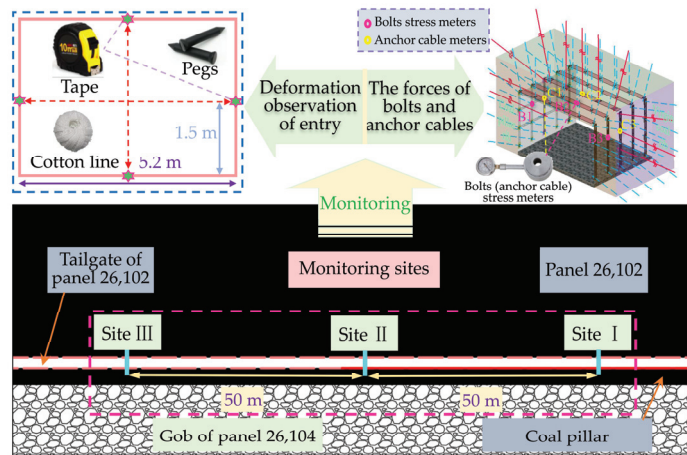 10m
Tape
Pegs
Cotton line
1.5 m
5.2 m
Deformation
observation
of entry
The forces of
bolts and
anchor cables
Bolts stress meters
Anchor cable meters
Bolts (anchor cable)
stress meters
Monitoring
Tailgate of
panel 26,102
Monitoring sites
Panel 26,102
Site III
Site II
Site I
50 m
50 m
Gob of panel 26,104
Coal pillar